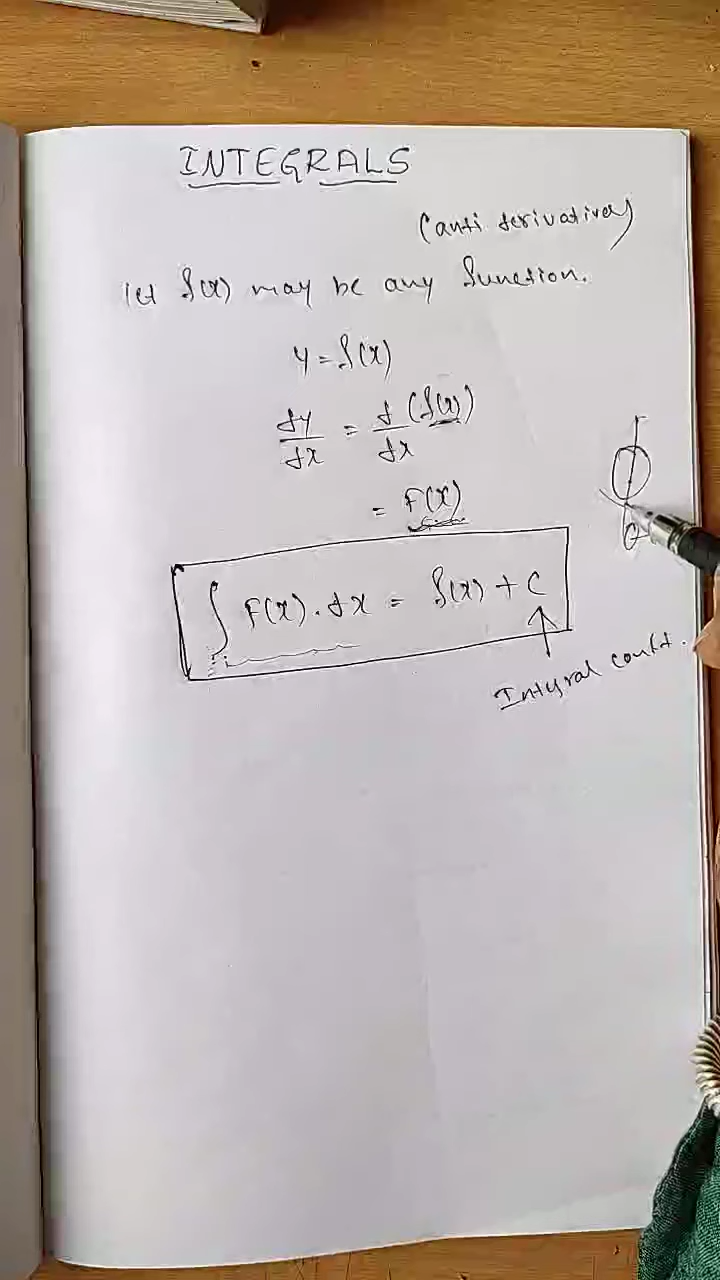 INTEGRALS
(anti derivatives)
let f(x) may be any function.
y = f(x)
dy/dx = d/dx (f(x))
= F(x)
∫ F(x).dx = f(x) + C
Integral const.